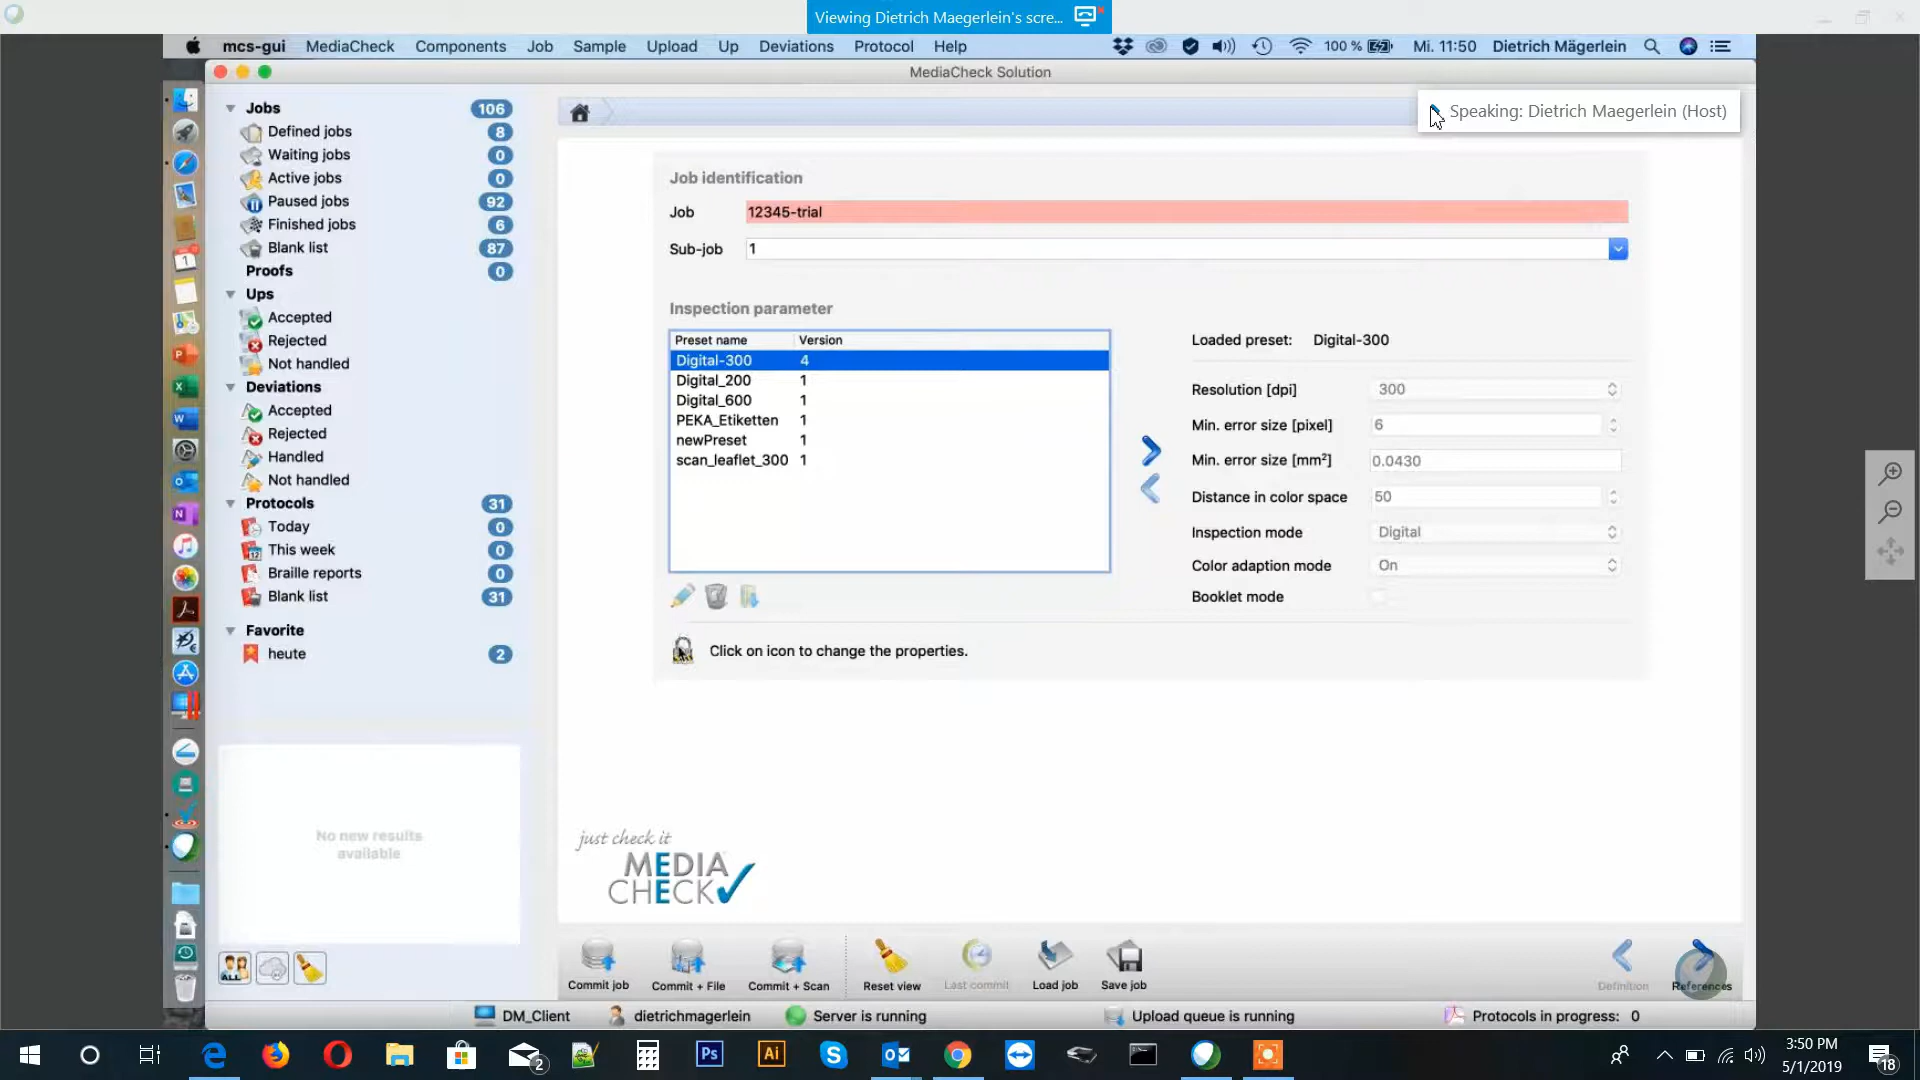 Viewing Dietrich Maegerlein's scre...
mcs-gui MediaCheck Components Job Sample Upload Up Deviations Protocol Help 100 % Mi. 11:50 Dietrich Mägerlein
MediaCheck Solution
Speaking: Dietrich Maegerlein (Host)
Jobs 106
Defined jobs 8
Waiting jobs 0
Active jobs 0
Paused jobs 92
Finished jobs 6
Blank list 87
Proofs 0
Ups
Accepted
Rejected
Not handled
Deviations
Accepted
Rejected
Handled
Not handled
Protocols 31
Today 0
This week 0
Braille reports 0
Blank list 31
Favorite
heute 2
No new results
available
ALL
Job identification
Job 12345-trial
Sub-job 1
Inspection parameter
Preset name Version
Digital-300 4
Digital_200 1
Digital_600 1
PEKA_Etiketten 1
newPreset 1
scan_leaflet_300 1
Loaded preset: Digital-300
Resolution [dpi] 300
Min. error size [pixel] 6
Min. error size [mm²] 0.0430
Distance in color space 50
Inspection mode Digital
Color adaption mode On
Booklet mode
Click on icon to change the properties.
just check it
MEDIA
CHECK
Commit job Commit + File Commit + Scan Reset view Last commit Load job Save job Definition References
DM_Client dietrichmagerlein Server is running Upload queue is running Protocols in progress: 0
2 Ps Ai 3:50 PM
5/1/2019 18